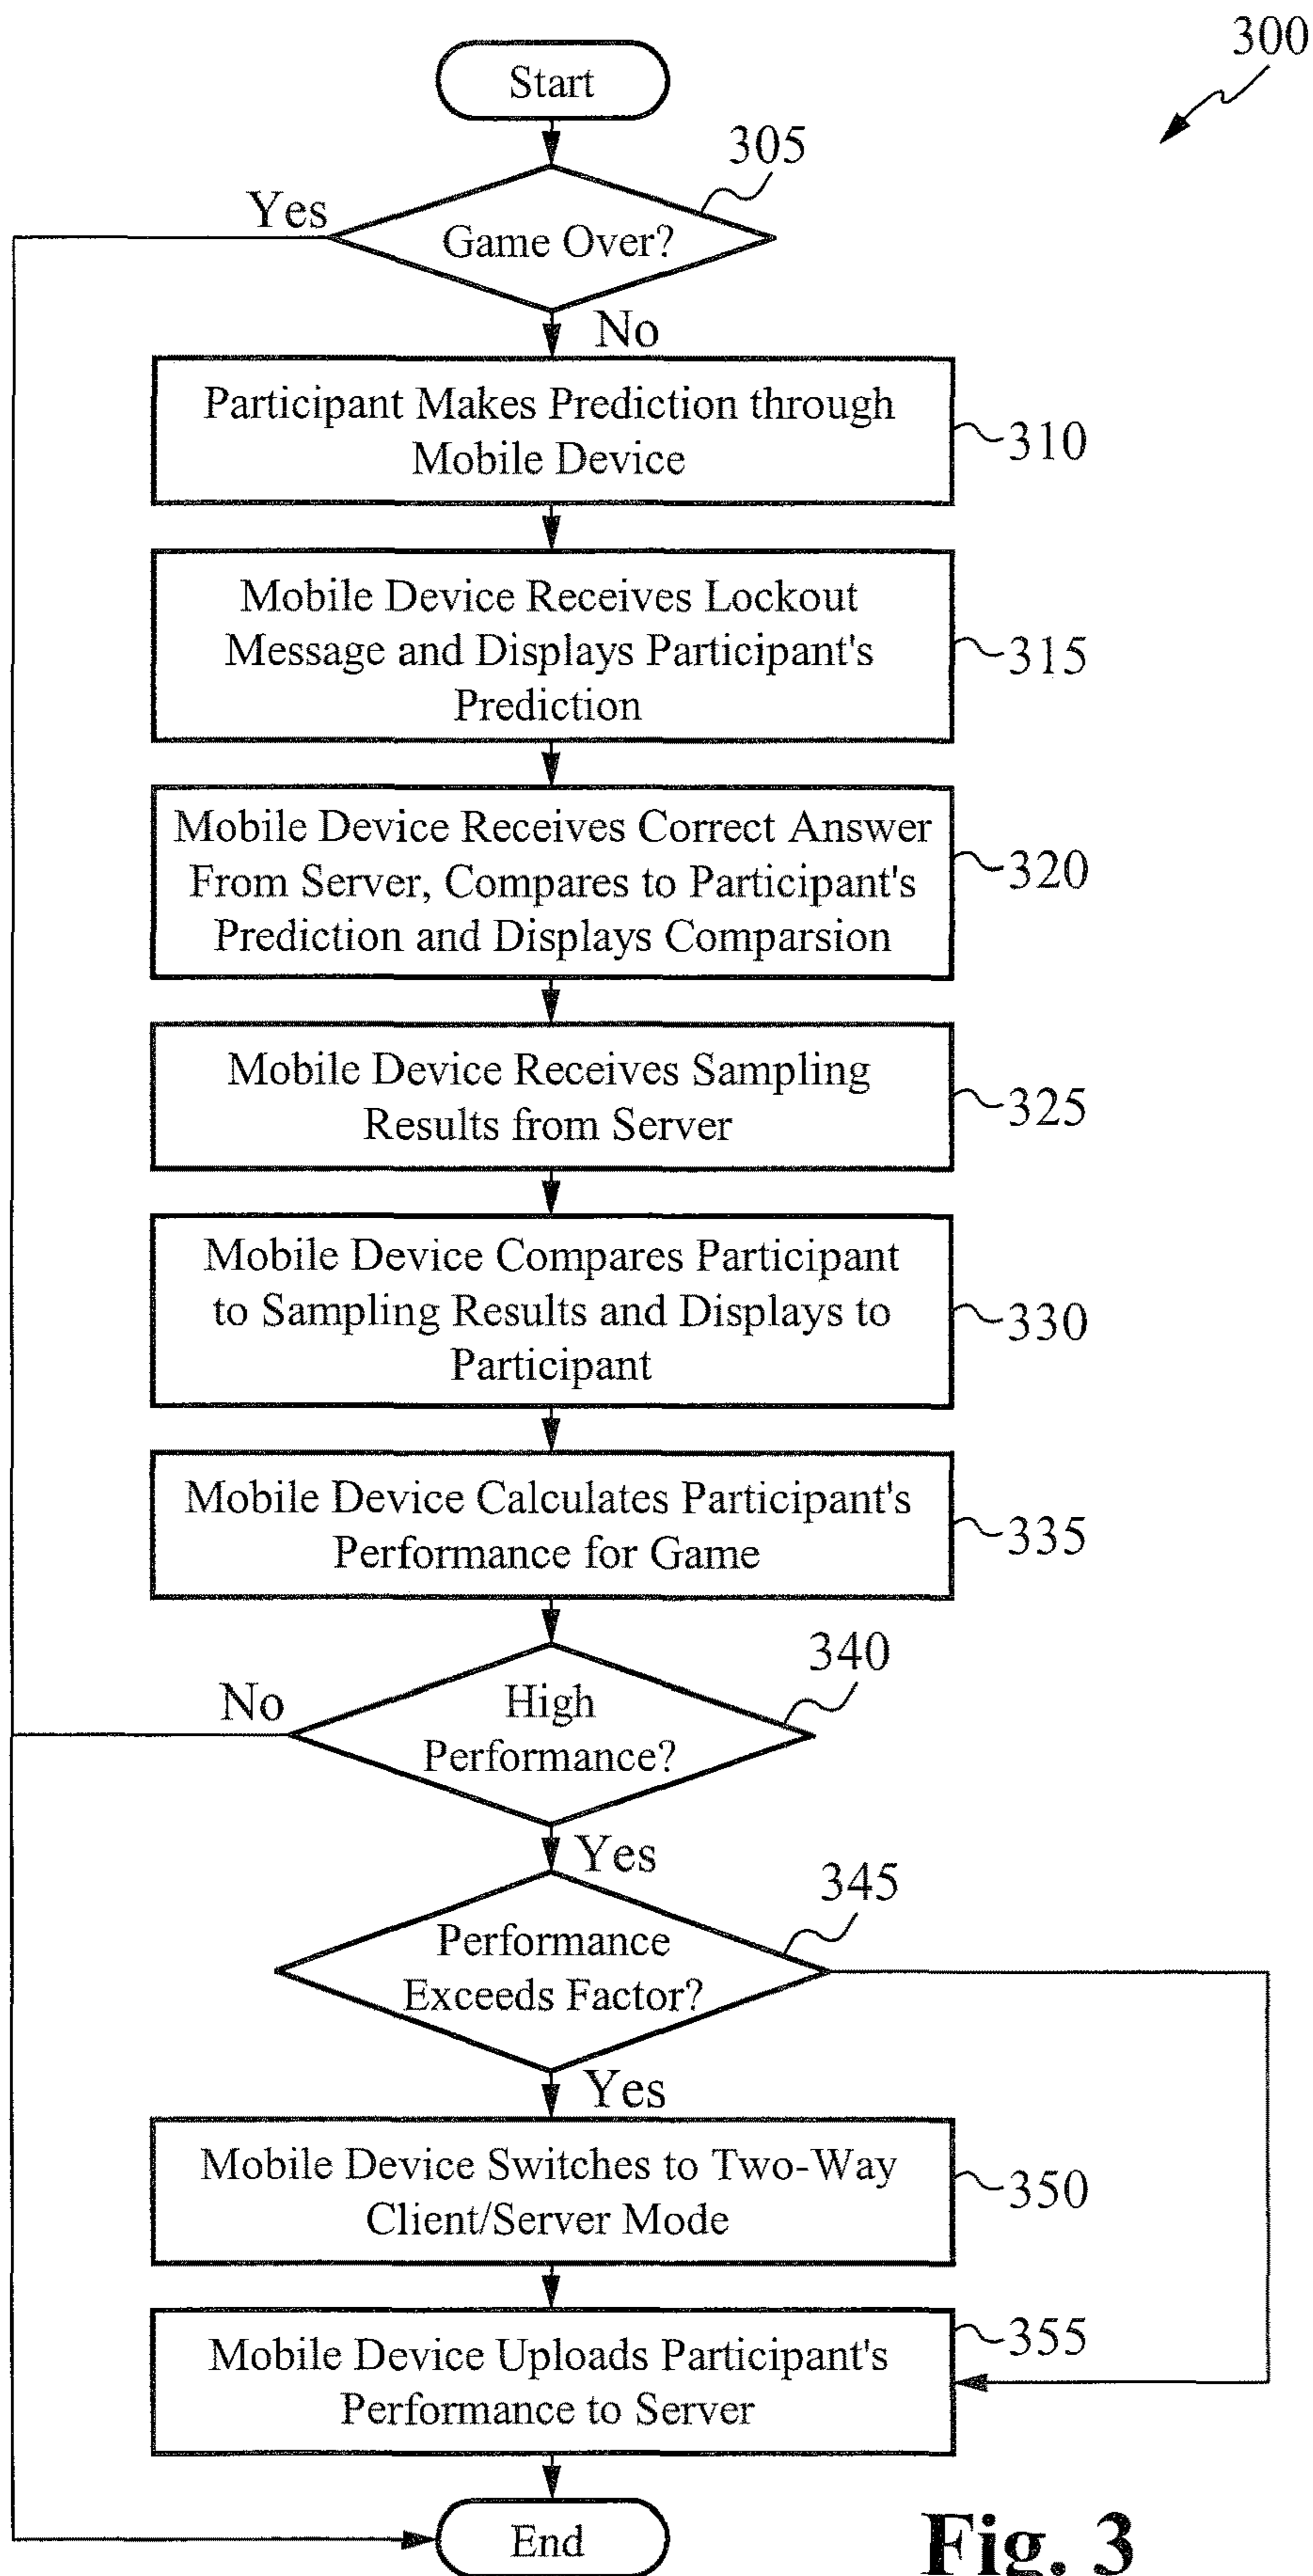 300
Start
305
Yes
Game Over?
No
Participant Makes Prediction through
Mobile Device
310
Mobile Device Receives Lockout
Message and Displays Participant's
Prediction
315
Mobile Device Receives Correct Answer
From Server, Compares to Participant's
Prediction and Displays Comparsion
320
Mobile Device Receives Sampling
Results from Server
325
Mobile Device Compares Participant
to Sampling Results and Displays to
Participant
330
Mobile Device Calculates Participant's
Performance for Game
335
340
No
High
Performance?
Yes
345
Performance
Exceeds Factor?
Yes
Mobile Device Switches to Two-Way
Client/Server Mode
350
Mobile Device Uploads Participant's
Performance to Server
355
End
Fig. 3